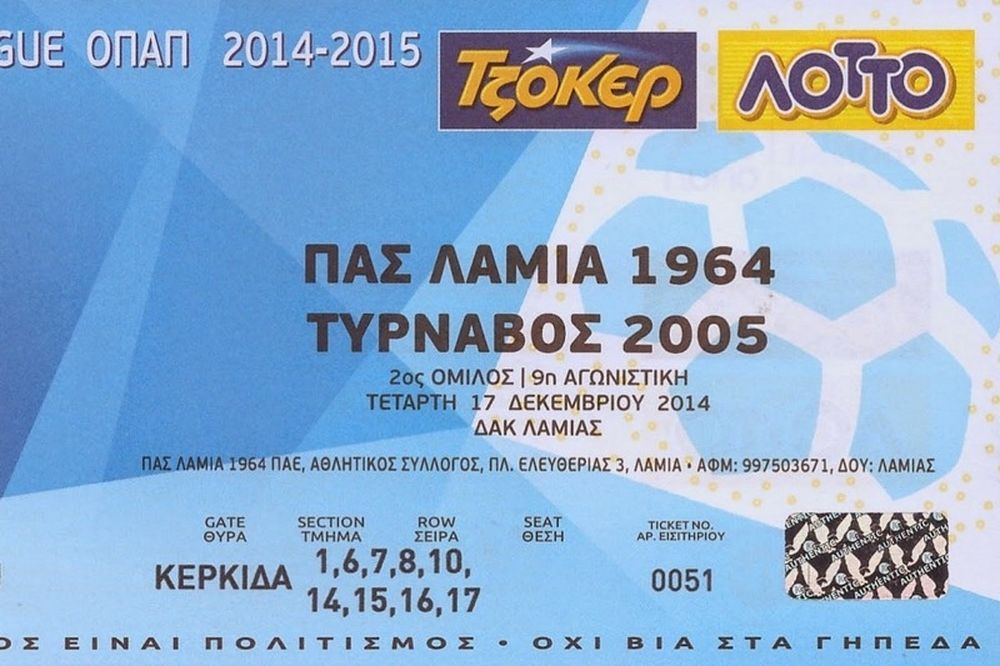 GUE ΟΠΑΠ 2014-2015
Τζόκερ
ΛΟΤΤΟ
ΠΑΣ ΛΑΜΙΑ 1964
ΤΥΡΝΑΒΟΣ 2005
2ος ΟΜΙΛΟΣ | 9η ΑΓΩΝΙΣΤΙΚΗ
ΤΕΤΑΡΤΗ 17 ΔΕΚΕΜΒΡΙΟΥ 2014
ΔΑΚ ΛΑΜΙΑΣ
ΠΑΣ ΛΑΜΙΑ 1964 ΠΑΕ, ΑΘΛΗΤΙΚΟΣ ΣΥΛΛΟΓΟΣ, ΠΛ. ΕΛΕΥΘΕΡΙΑΣ 3, ΛΑΜΙΑ • ΑΦΜ: 997503671, ΔΟΥ: ΛΑΜΙΑΣ
GATE SECTION ROW SEAT TICKET NO.
ΘΥΡΑ ΤΜΗΜΑ ΣΕΙΡΑ ΘΕΣΗ ΑΡ. ΕΙΣΙΤΗΡΙΟΥ
ΚΕΡΚΙΔΑ 1,6,7,8,10, 0051
14,15,16,17
AUTHENTIC
ΟΣ ΕΙΝΑΙ ΠΟΛΙΤΙΣΜΟΣ • ΟΧΙ ΒΙΑ ΣΤΑ ΓΗΠΕΔΑ